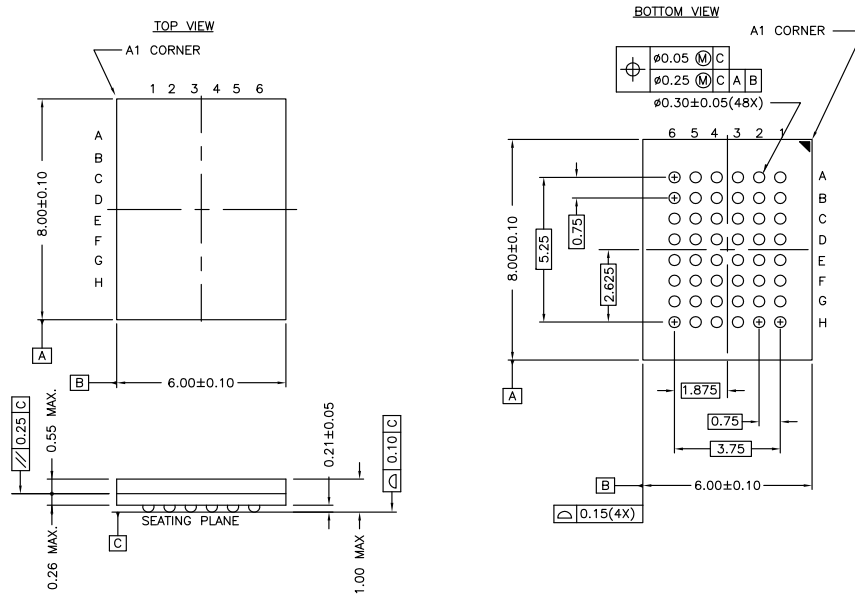 TOP VIEW
A1 CORNER
1 2 3 4 5 6
A
B
C
D
E
F
G
H
8.00±0.10
A
B
6.00±0.10
// 0.25 C
0.55 MAX.
0.21±0.05
⌓ 0.10 C
SEATING PLANE
C
0.26 MAX.
1.00 MAX
BOTTOM VIEW
A1 CORNER
⌖ ⌀0.05 Ⓜ C
⌀0.25 Ⓜ C A B
⌀0.30±0.05(48X)
6 5 4 3 2 1
A
B
C
D
E
F
G
H
8.00±0.10
5.25
0.75
2.625
A
1.875
0.75
3.75
B
6.00±0.10
⌓ 0.15(4X)